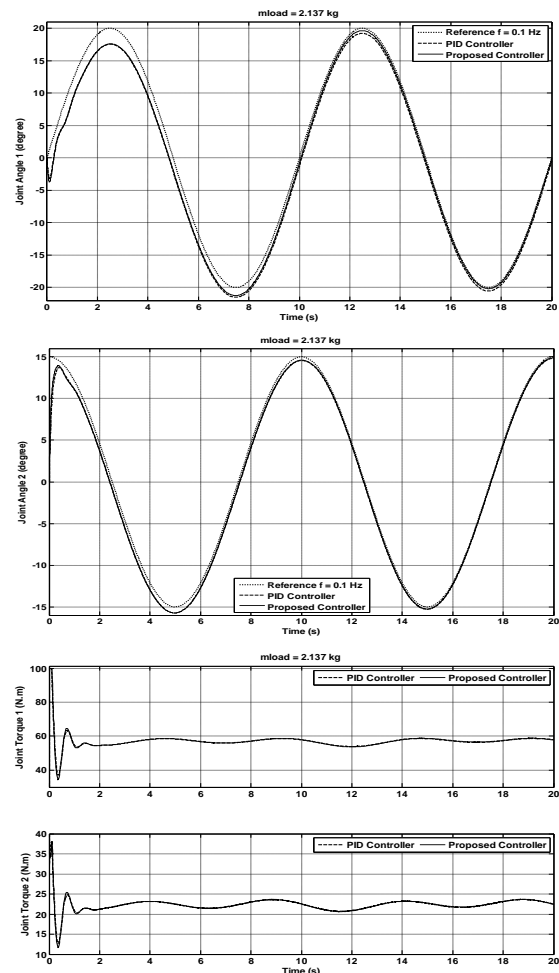 mload = 2.137 kg
Joint Angle 1 (degree)
20
15
10
5
0
-5
-10
-15
-20
Reference f = 0.1 Hz
PID Controller
Proposed Controller
0 2 4 6 8 10 12 14 16 18 20
Time (s)
mload = 2.137 kg
Joint Angle 2 (degree)
15
10
5
0
-5
-10
-15
Reference f = 0.1 Hz
PID Controller
Proposed Controller
0 2 4 6 8 10 12 14 16 18 20
Time (s)
mload = 2.137 kg
Joint Torque 1 (N.m)
100
80
60
40
PID Controller Proposed Controller
0 2 4 6 8 10 12 14 16 18 20
Joint Torque 2 (N.m)
40
35
30
25
20
15
10
PID Controller Proposed Controller
0 2 4 6 8 10 12 14 16 18 20
Time (s)